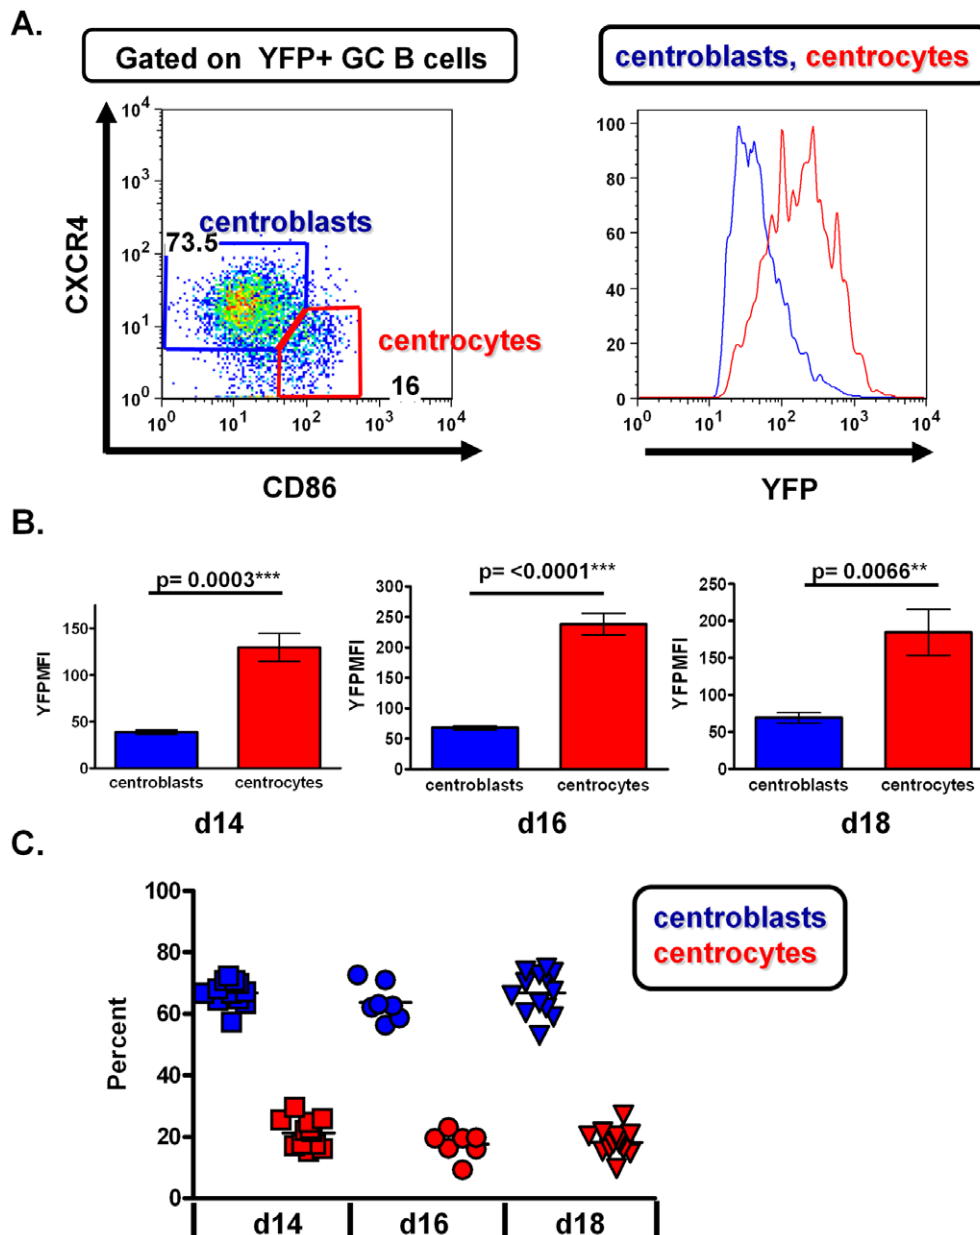 A.
Gated on YFP+ GC B cells
centroblasts, centrocytes
10^4
10^3
10^2
10^1
10^0
CXCR4
centroblasts
73.5
centrocytes
16
10^0 10^1 10^2 10^3 10^4
CD86
100
80
60
40
20
0
10^0 10^1 10^2 10^3 10^4
YFP
B.
p= 0.0003***
YFPMFI
150
100
50
0
centroblasts centrocytes
d14
p= <0.0001***
YFPMFI
300
250
200
150
100
50
0
centroblasts centrocytes
d16
p= 0.0066**
YFPMFI
250
200
150
100
50
0
centroblasts centrocytes
d18
C.
Percent
100
80
60
40
20
0
d14 d16 d18
centroblasts
centrocytes